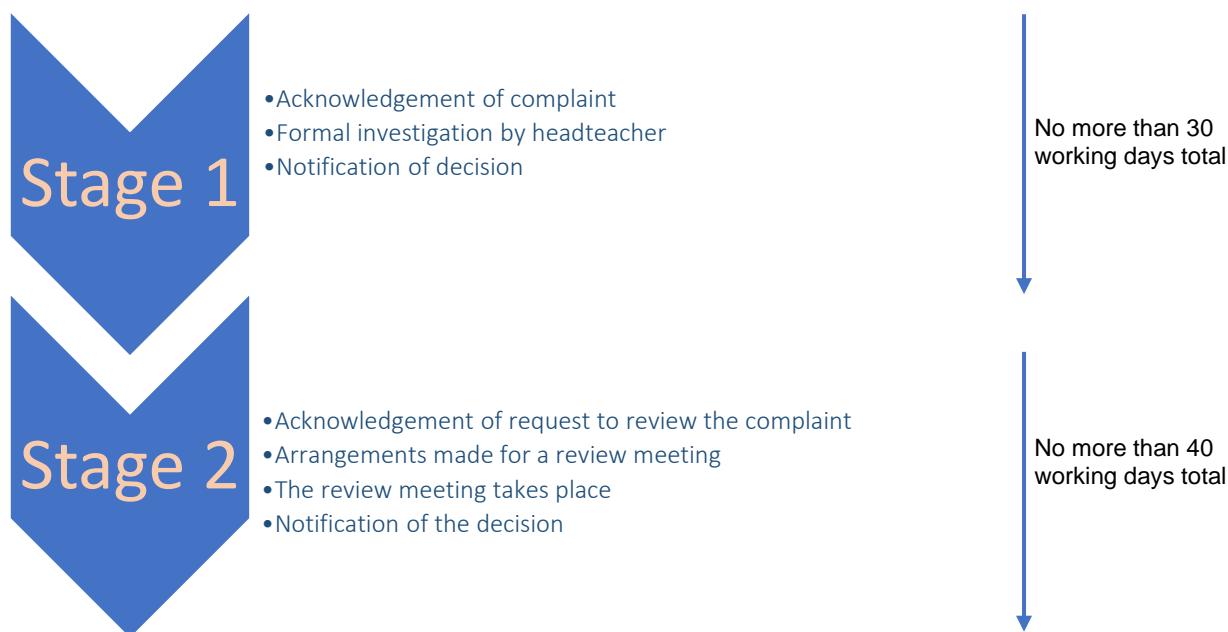 Stage 1
•Acknowledgement of complaint
•Formal investigation by headteacher
•Notification of decision
No more than 30
working days total
Stage 2
•Acknowledgement of request to review the complaint
•Arrangements made for a review meeting
•The review meeting takes place
•Notification of the decision
No more than 40
working days total